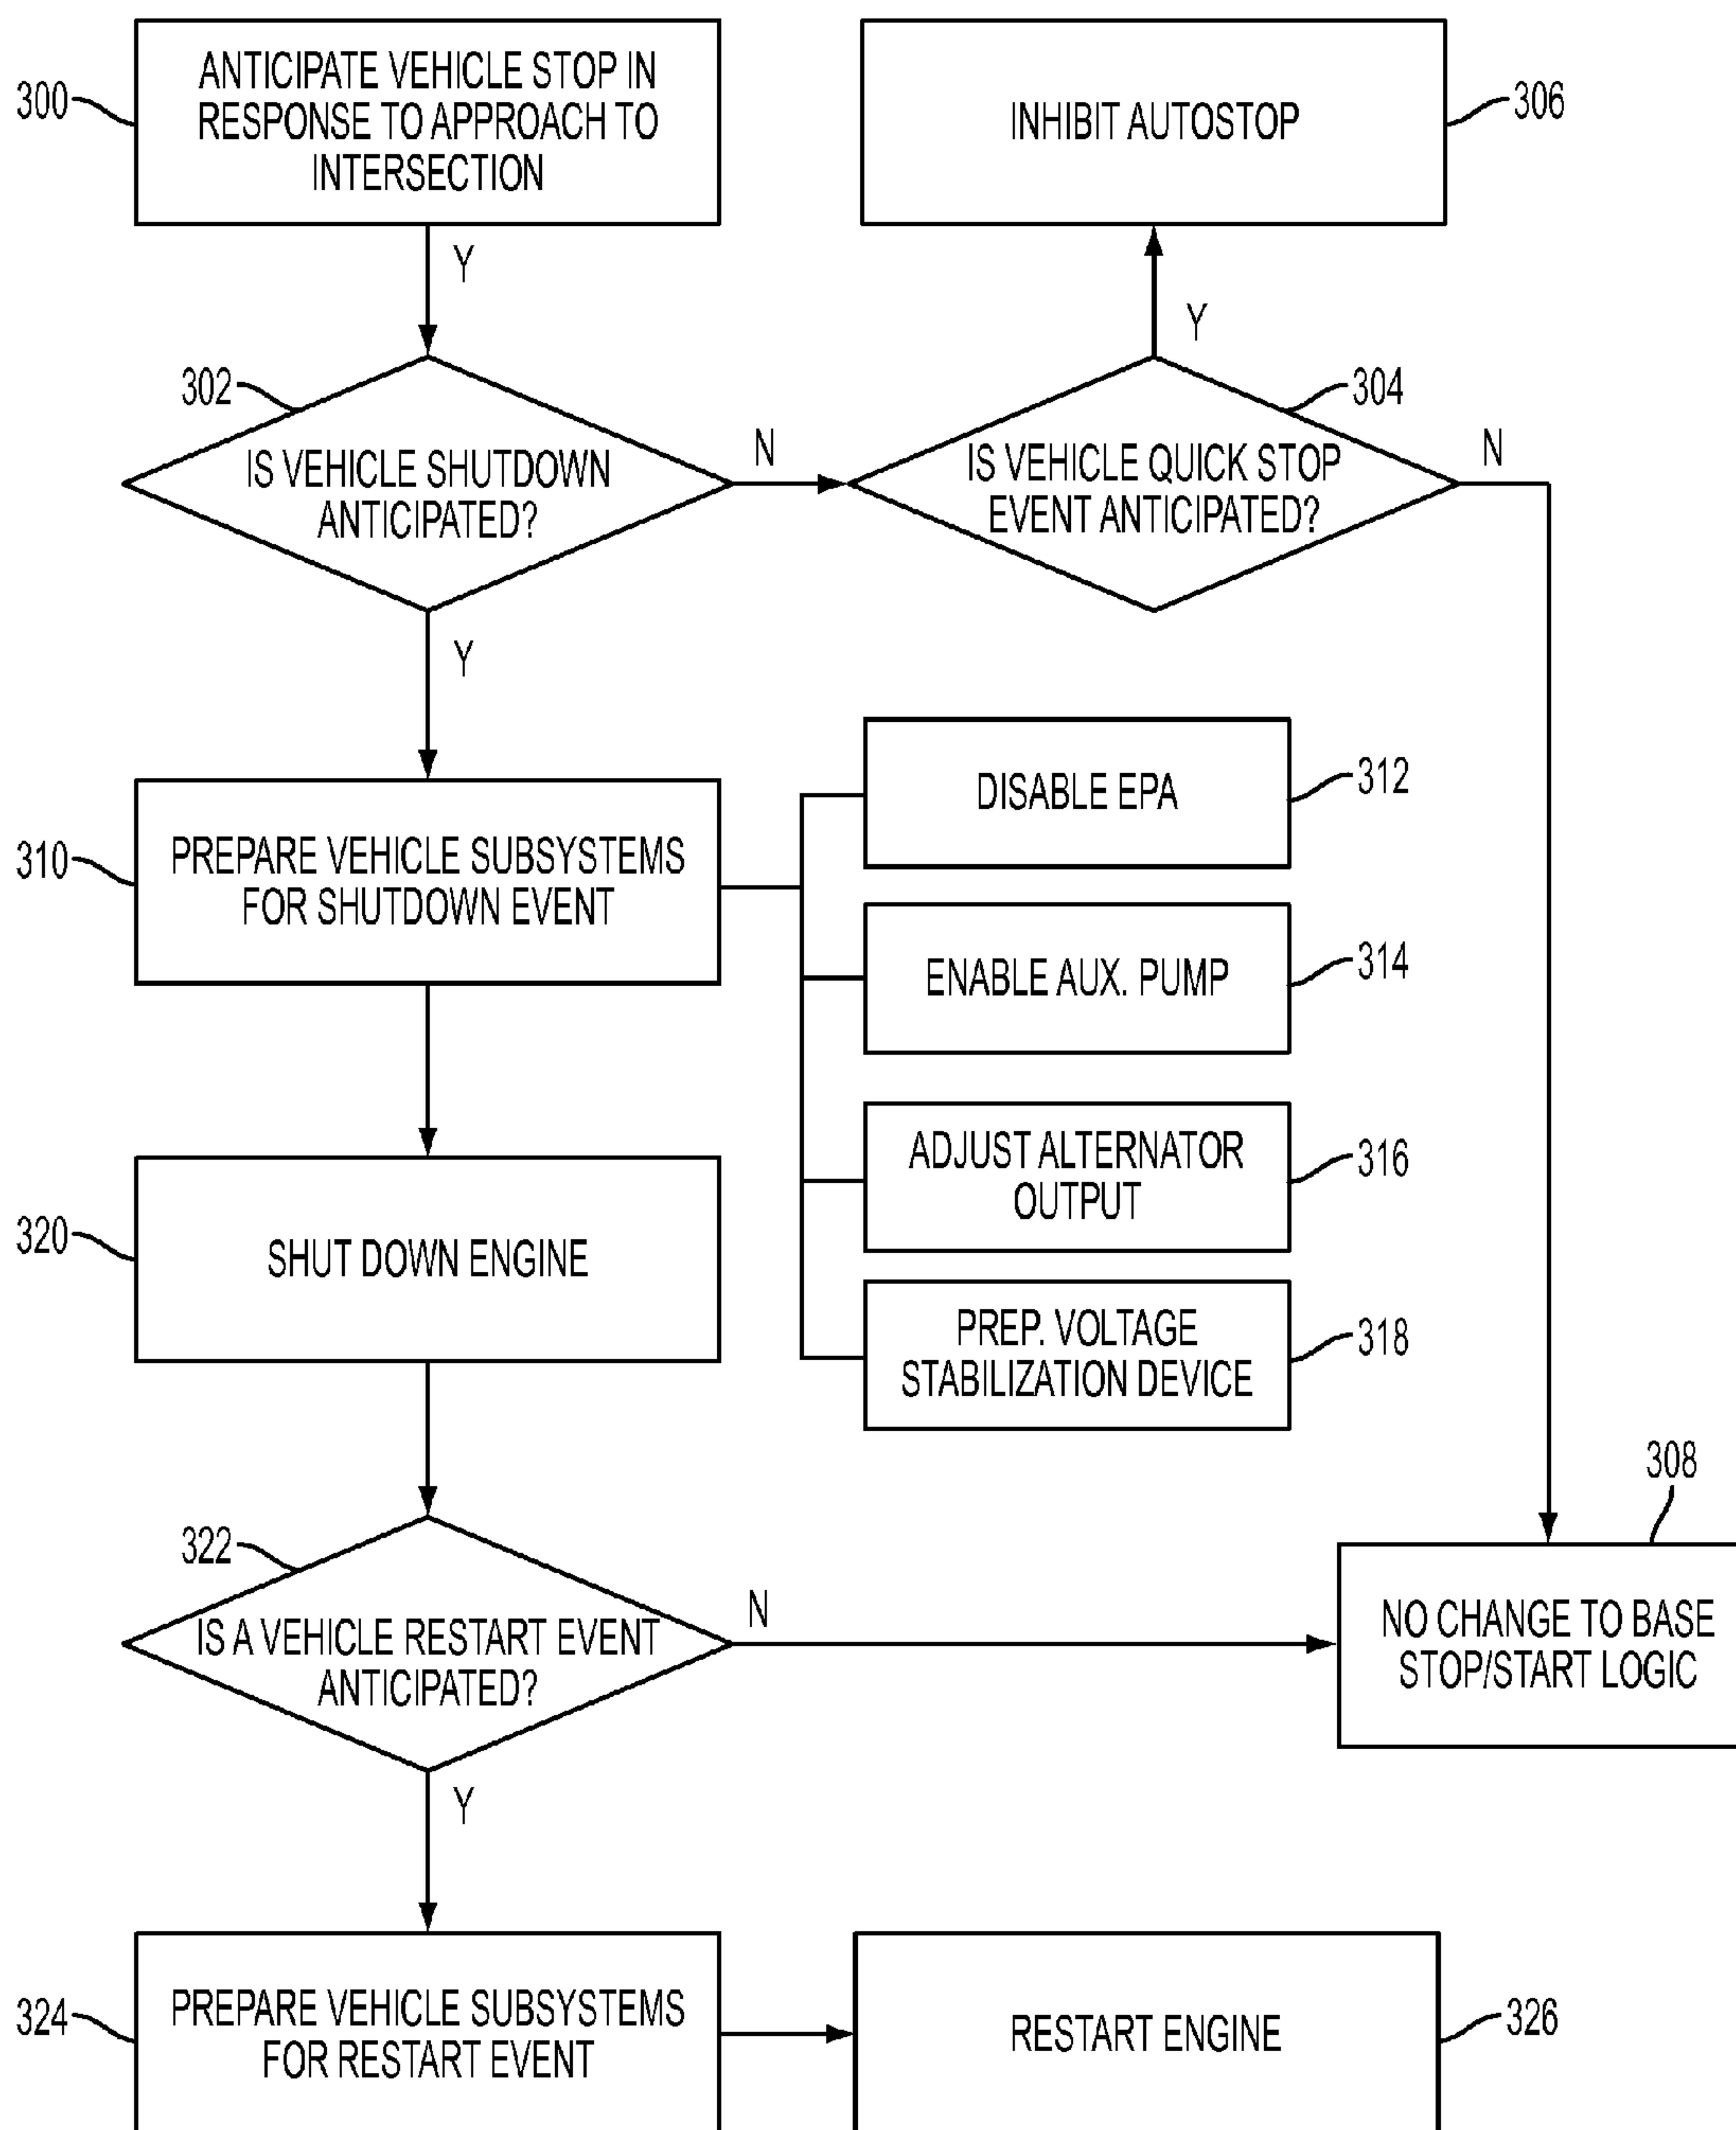 300
ANTICIPATE VEHICLE STOP IN
RESPONSE TO APPROACH TO
INTERSECTION
INHIBIT AUTOSTOP
306
Y
Y
302
304
IS VEHICLE SHUTDOWN
ANTICIPATED?
N
IS VEHICLE QUICK STOP
EVENT ANTICIPATED?
N
Y
310
PREPARE VEHICLE SUBSYSTEMS
FOR SHUTDOWN EVENT
DISABLE EPA
312
ENABLE AUX. PUMP
314
ADJUST ALTERNATOR
OUTPUT
316
PREP. VOLTAGE
STABILIZATION DEVICE
318
320
SHUT DOWN ENGINE
322
IS A VEHICLE RESTART EVENT
ANTICIPATED?
N
308
NO CHANGE TO BASE
STOP/START LOGIC
Y
324
PREPARE VEHICLE SUBSYSTEMS
FOR RESTART EVENT
RESTART ENGINE
326